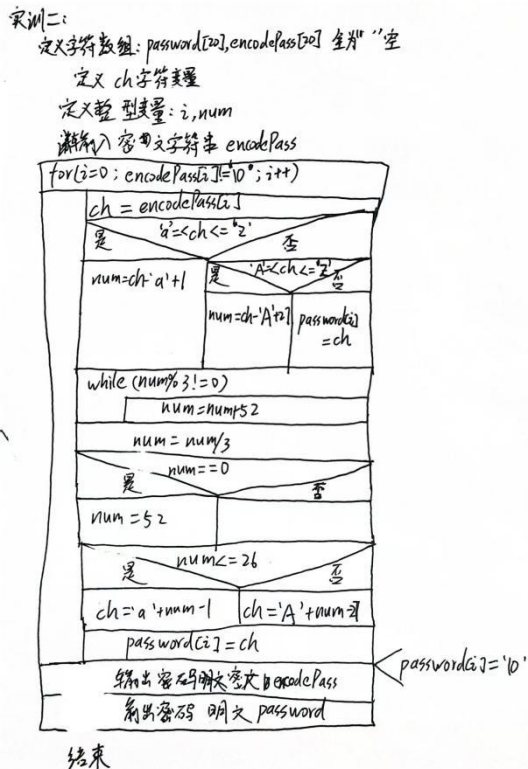 实训二:
定义字符数组: password[20],encodePass[20] 全为" "空
定义 ch 字符变量
定义整型变量: i,num
输入密文字符串 encodePass
for(i=0; encodePass[i]!='\0'; i++)
ch = encodePass[i]
'a'=<ch<='z'
是 否
'A'=<ch<='Z'
是 否
num=ch-'a'+1
num=ch-'A'+27
password[i]
=ch
while (num%3!=0)
num=num+52
num = num/3
num==0
是 否
num=52
num<=26
是 否
ch='a'+num-1 ch='A'+num-27
password[i]=ch
password[i]='\0'
输出密码密文 encodePass
输出密码 明文 password
结束